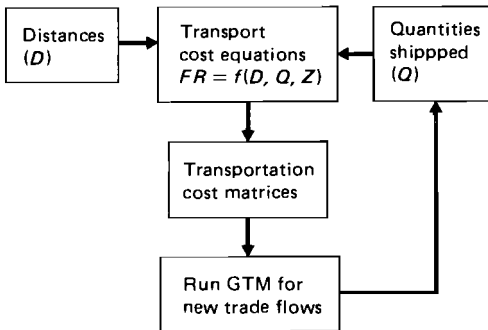 Distances
(D)
Transport
cost equations
FR = f(D, Q, Z)
Quantities
shippped
(Q)
Transportation
cost matrices
Run GTM for
new trade flows